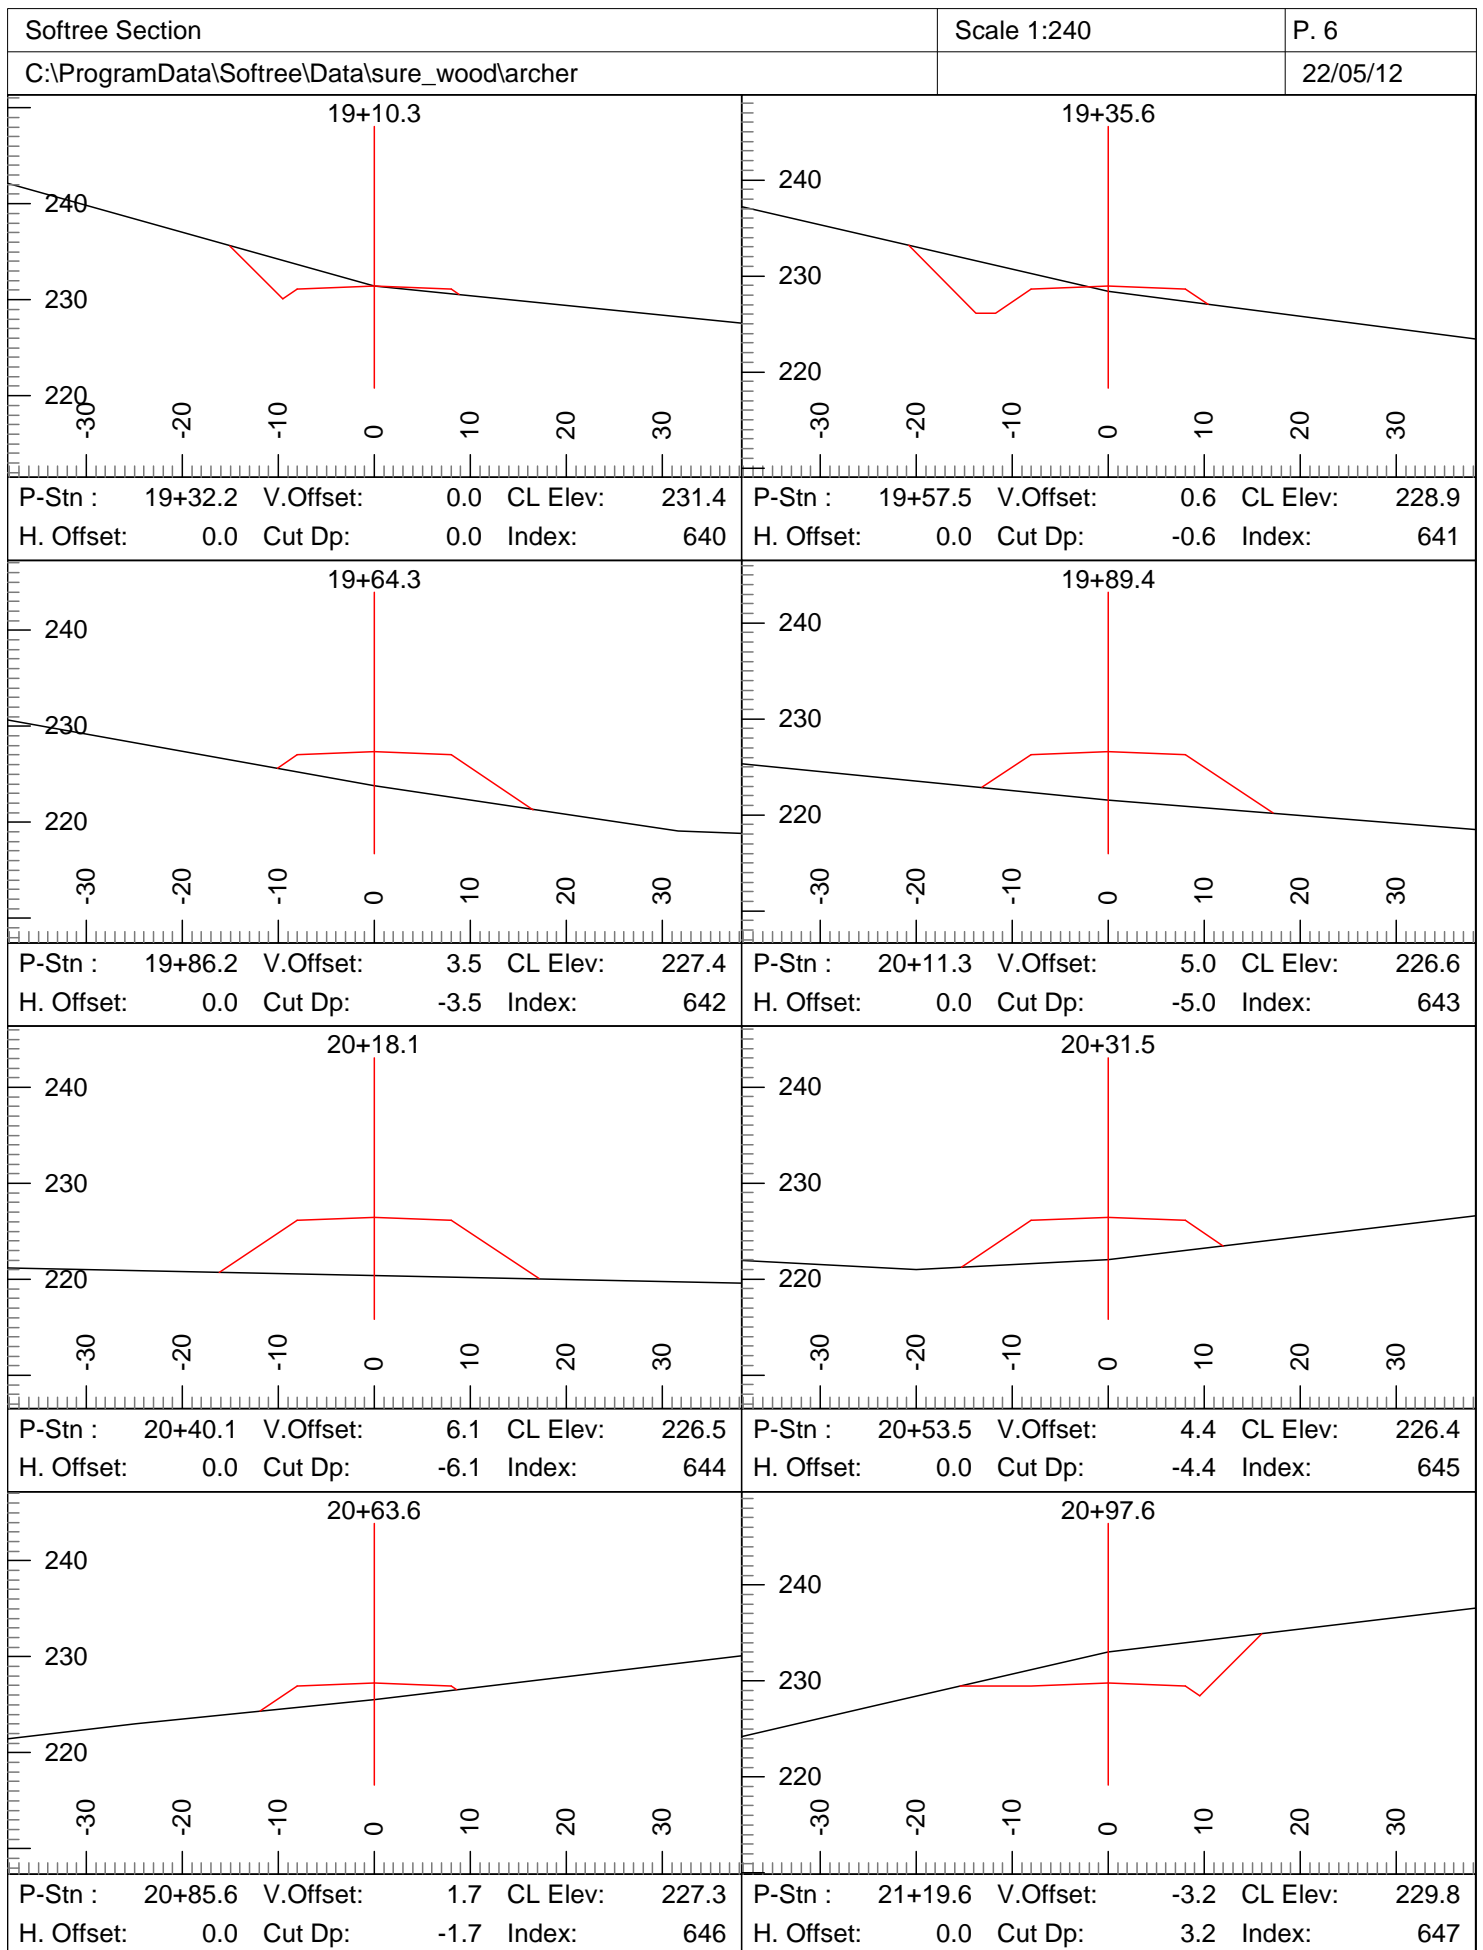 Softree Section Scale 1:240 P. 6
C:\ProgramData\Softree\Data\sure_wood\archer 22/05/12
19+10.3
240
230
220
-30 -20 -10 0 10 20 30
P-Stn : 19+32.2 V.Offset: 0.0 CL Elev: 231.4
H. Offset: 0.0 Cut Dp: 0.0 Index: 640
19+35.6
240
230
220
-30 -20 -10 0 10 20 30
P-Stn : 19+57.5 V.Offset: 0.6 CL Elev: 228.9
H. Offset: 0.0 Cut Dp: -0.6 Index: 641
19+64.3
240
230
220
-30 -20 -10 0 10 20 30
P-Stn : 19+86.2 V.Offset: 3.5 CL Elev: 227.4
H. Offset: 0.0 Cut Dp: -3.5 Index: 642
19+89.4
240
230
220
-30 -20 -10 0 10 20 30
P-Stn : 20+11.3 V.Offset: 5.0 CL Elev: 226.6
H. Offset: 0.0 Cut Dp: -5.0 Index: 643
20+18.1
240
230
220
-30 -20 -10 0 10 20 30
P-Stn : 20+40.1 V.Offset: 6.1 CL Elev: 226.5
H. Offset: 0.0 Cut Dp: -6.1 Index: 644
20+31.5
240
230
220
-30 -20 -10 0 10 20 30
P-Stn : 20+53.5 V.Offset: 4.4 CL Elev: 226.4
H. Offset: 0.0 Cut Dp: -4.4 Index: 645
20+63.6
240
230
220
-30 -20 -10 0 10 20 30
P-Stn : 20+85.6 V.Offset: 1.7 CL Elev: 227.3
H. Offset: 0.0 Cut Dp: -1.7 Index: 646
20+97.6
240
230
220
-30 -20 -10 0 10 20 30
P-Stn : 21+19.6 V.Offset: -3.2 CL Elev: 229.8
H. Offset: 0.0 Cut Dp: 3.2 Index: 647